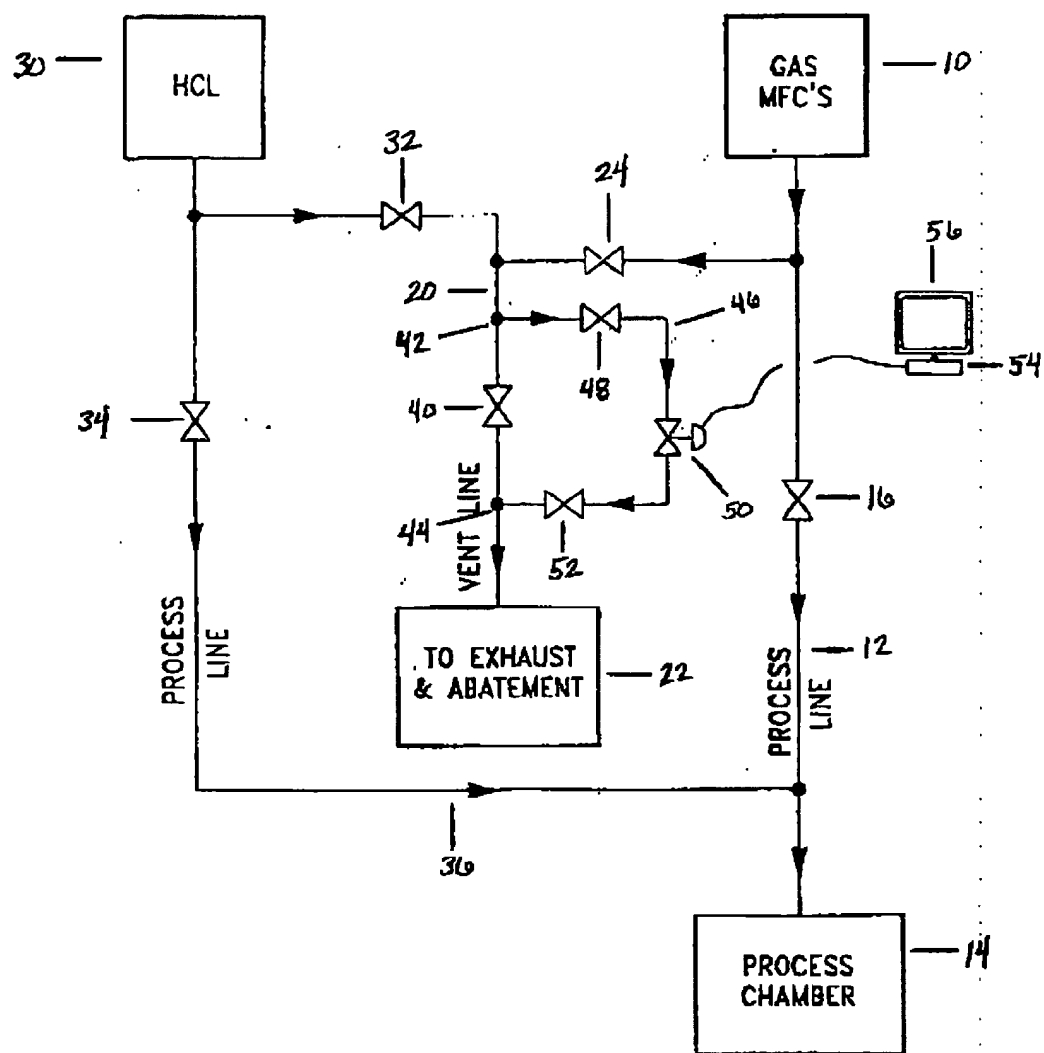 30
HCL
GAS
MFC'S
10
32
24
56
20
46
42
48
54
34
40
50
16
44
52
VENT LINE
PROCESS
LINE
TO EXHAUST
& ABATEMENT
22
12
PROCESS
LINE
36
PROCESS
CHAMBER
14